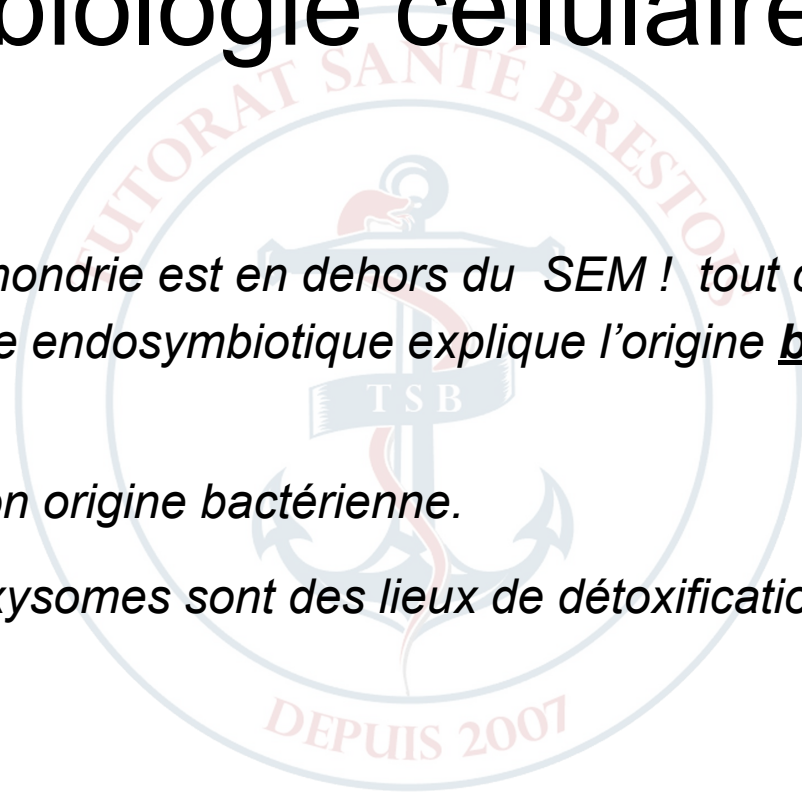 biologie cellulaire
TUTORAT SANTÉ BRESTOIS
hondrie est en dehors du SEM ! tout
e endosymbiotique explique l'origine b
TSB
on origine bactérienne.
xysomes sont des lieux de détoxificatio
DEPUIS 2007